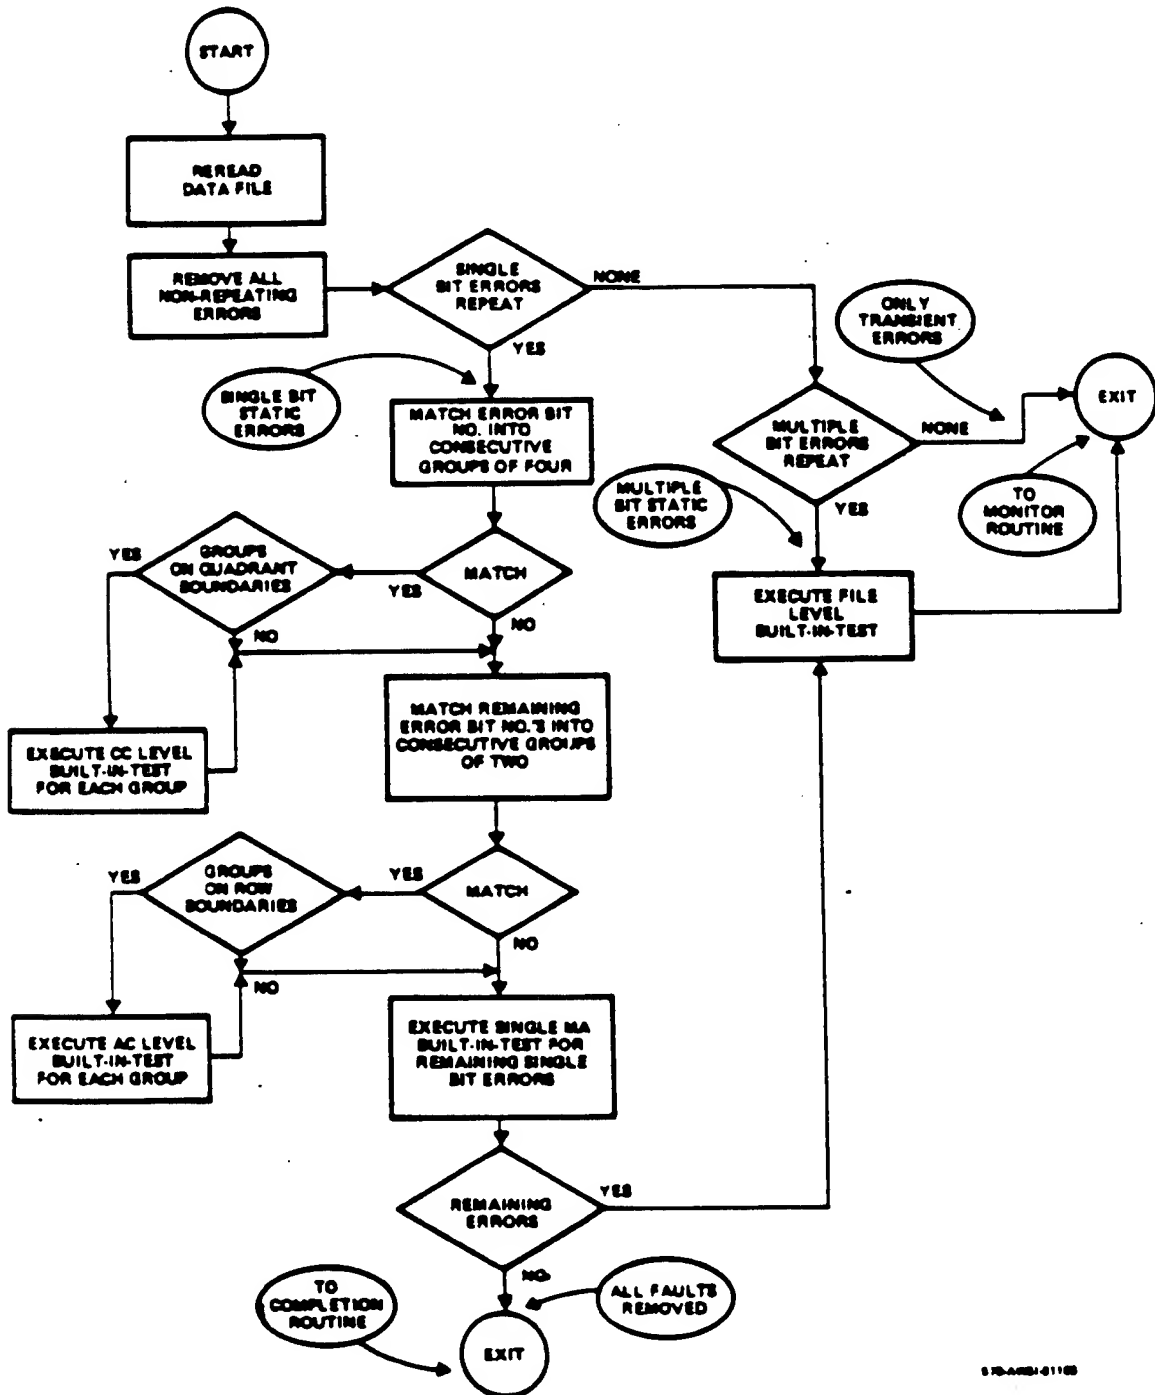 START
REREAD
DATA FILE
REMOVE ALL
NON-REPEATING
ERRORS
SINGLE
BIT ERRORS
REPEAT
NONE
YES
ONLY
TRANSIENT
ERRORS
EXIT
SINGLE BIT
STATIC
ERRORS
MATCH ERROR BIT
NO. INTO
CONSECUTIVE
GROUPS OF FOUR
MULTIPLE
BIT ERRORS
REPEAT
NONE
YES
MULTIPLE
BIT STATIC
ERRORS
TO
MONITOR
ROUTINE
YES
GROUPS
ON QUADRANT
BOUNDARIES
YES
MATCH
NO
NO
EXECUTE FILE
LEVEL
BUILT-IN-TEST
MATCH REMAINING
ERROR BIT NO.'S INTO
CONSECUTIVE GROUPS
OF TWO
EXECUTE CC LEVEL
BUILT-IN-TEST
FOR EACH GROUP
YES
GROUPS
ON ROW
BOUNDARIES
YES
MATCH
NO
NO
EXECUTE AC LEVEL
BUILT-IN-TEST
FOR EACH GROUP
EXECUTE SINGLE MA
BUILT-IN-TEST FOR
REMAINING SINGLE
BIT ERRORS
REMAINING
ERRORS
YES
NO.
TO
COMPLETION
ROUTINE
ALL FAULTS
REMOVED
EXIT